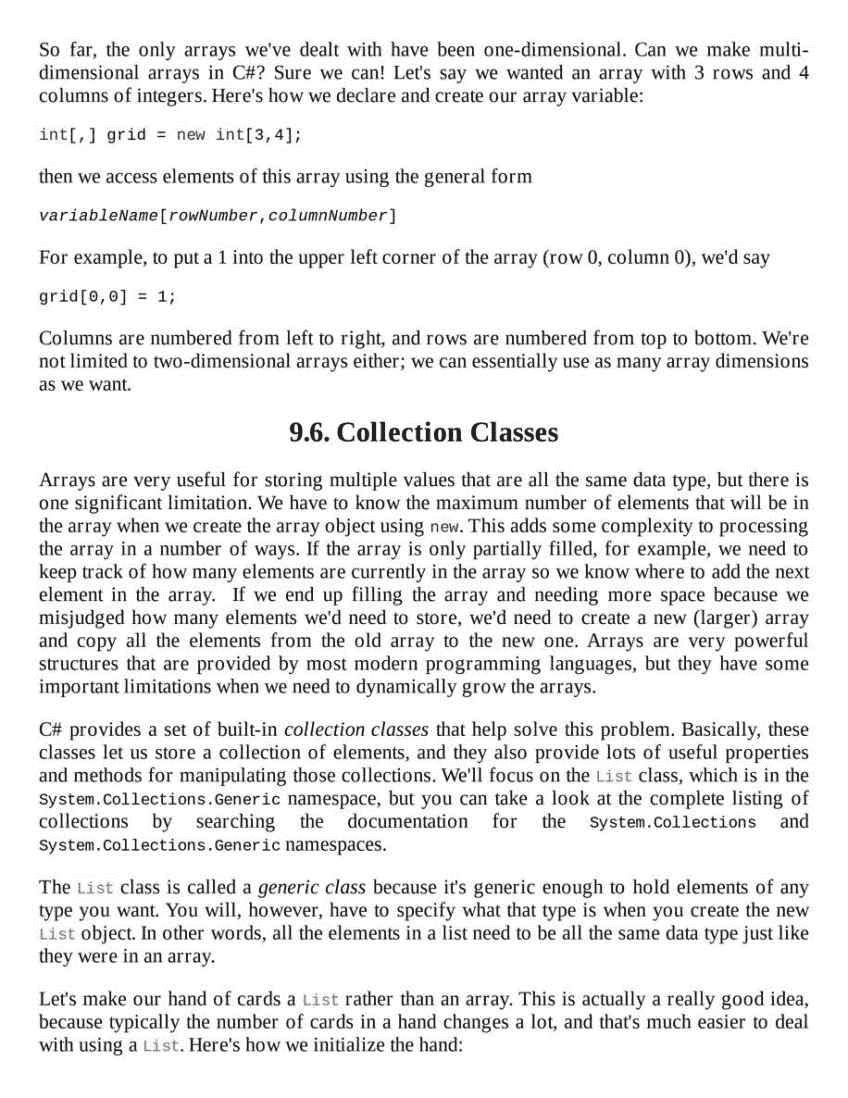 So far, the only arrays we've dealt with have been one-dimensional. Can we make multi-
dimensional arrays in C#? Sure we can! Let's say we wanted an array with 3 rows and 4
columns of integers. Here's how we declare and create our array variable:
int[,] grid = new int[3,4];
then we access elements of this array using the general form
variableName[rowNumber,columnNumber]
For example, to put a 1 into the upper left corner of the array (row 0, column 0), we'd say
grid[0,0] = 1;
Columns are numbered from left to right, and rows are numbered from top to bottom. We're
not limited to two-dimensional arrays either; we can essentially use as many array dimensions
as we want.
9.6. Collection Classes
Arrays are very useful for storing multiple values that are all the same data type, but there is
one significant limitation. We have to know the maximum number of elements that will be in
the array when we create the array object using new. This adds some complexity to processing
the array in a number of ways. If the array is only partially filled, for example, we need to
keep track of how many elements are currently in the array so we know where to add the next
element in the array.  If we end up filling the array and needing more space because we
misjudged how many elements we'd need to store, we'd need to create a new (larger) array
and copy all the elements from the old array to the new one. Arrays are very powerful
structures that are provided by most modern programming languages, but they have some
important limitations when we need to dynamically grow the arrays.
C# provides a set of built-in collection classes that help solve this problem. Basically, these
classes let us store a collection of elements, and they also provide lots of useful properties
and methods for manipulating those collections. We'll focus on the List class, which is in the
System.Collections.Generic namespace, but you can take a look at the complete listing of
collections by searching the documentation for the System.Collections and
System.Collections.Generic namespaces.
The List class is called a generic class because it's generic enough to hold elements of any
type you want. You will, however, have to specify what that type is when you create the new
List object. In other words, all the elements in a list need to be all the same data type just like
they were in an array.
Let's make our hand of cards a List rather than an array. This is actually a really good idea,
because typically the number of cards in a hand changes a lot, and that's much easier to deal
with using a List. Here's how we initialize the hand: